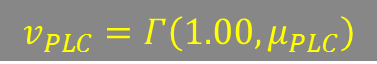 𝑣_PLC = Γ(1.00, μ_PLC)